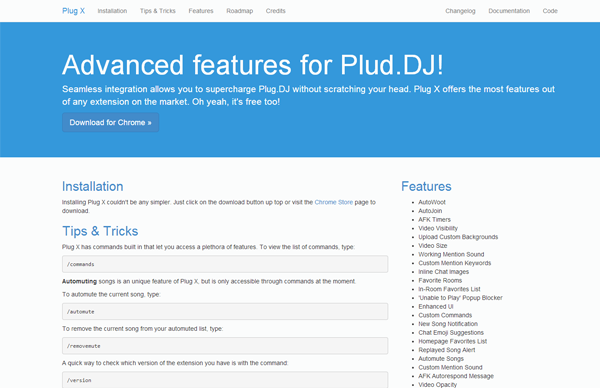 Plug X Installation Tips & Tricks Features Roadmap Credits Changelog Documentation Code
Advanced features for Plud.DJ!
Seamless integration allows you to supercharge Plug.DJ without scratching your head. Plug X offers the most features out
of any extension on the market. Oh yeah, it's free too!
Download for Chrome »
Installation
Installing Plug X couldn't be any simpler. Just click on the download button up top or visit the Chrome Store page to
download.
Tips & Tricks
Plug X has commands built in that let you access a plethora of features. To view the list of commands, type:
/commands
Automuting songs is an unique feature of Plug X, but is only accessible through commands at the moment.
To automute the current song, type:
/automute
To remove the current song from your automuted list, type:
/removemute
A quick way to check which version of the extension you have is with the command:
/version
Features
AutoWoot
AutoJoin
AFK Timers
Video Visibility
Upload Custom Backgrounds
Video Size
Working Mention Sound
Custom Mention Keywords
Inline Chat Images
Favorite Rooms
In-Room Favorites List
'Unable to Play' Popup Blocker
Enhanced UI
Custom Commands
New Song Notification
Chat Emoji Suggestions
Homepage Favorites List
Replayed Song Alert
Automute Songs
Custom Mention Sound
AFK Autorespond Message
Video Opacity